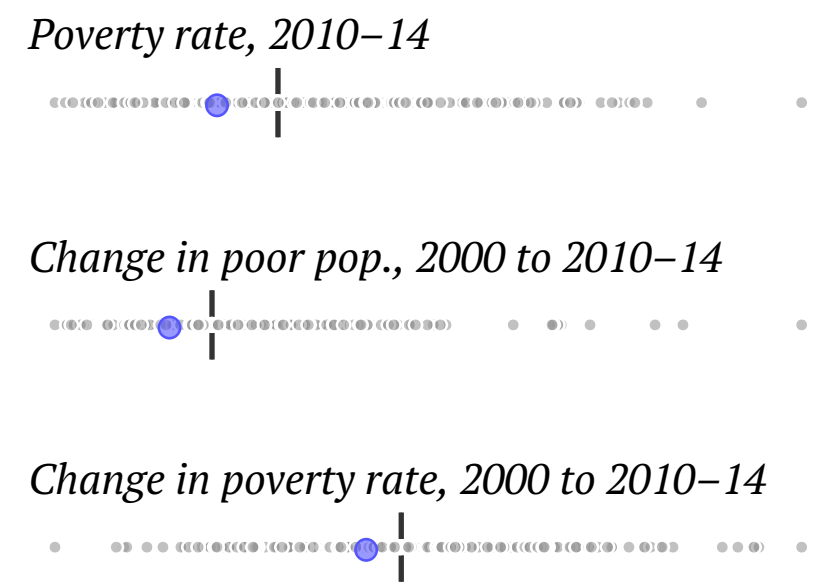 Poverty rate, 2010–14
Change in poor pop., 2000 to 2010–14
Change in poverty rate, 2000 to 2010–14